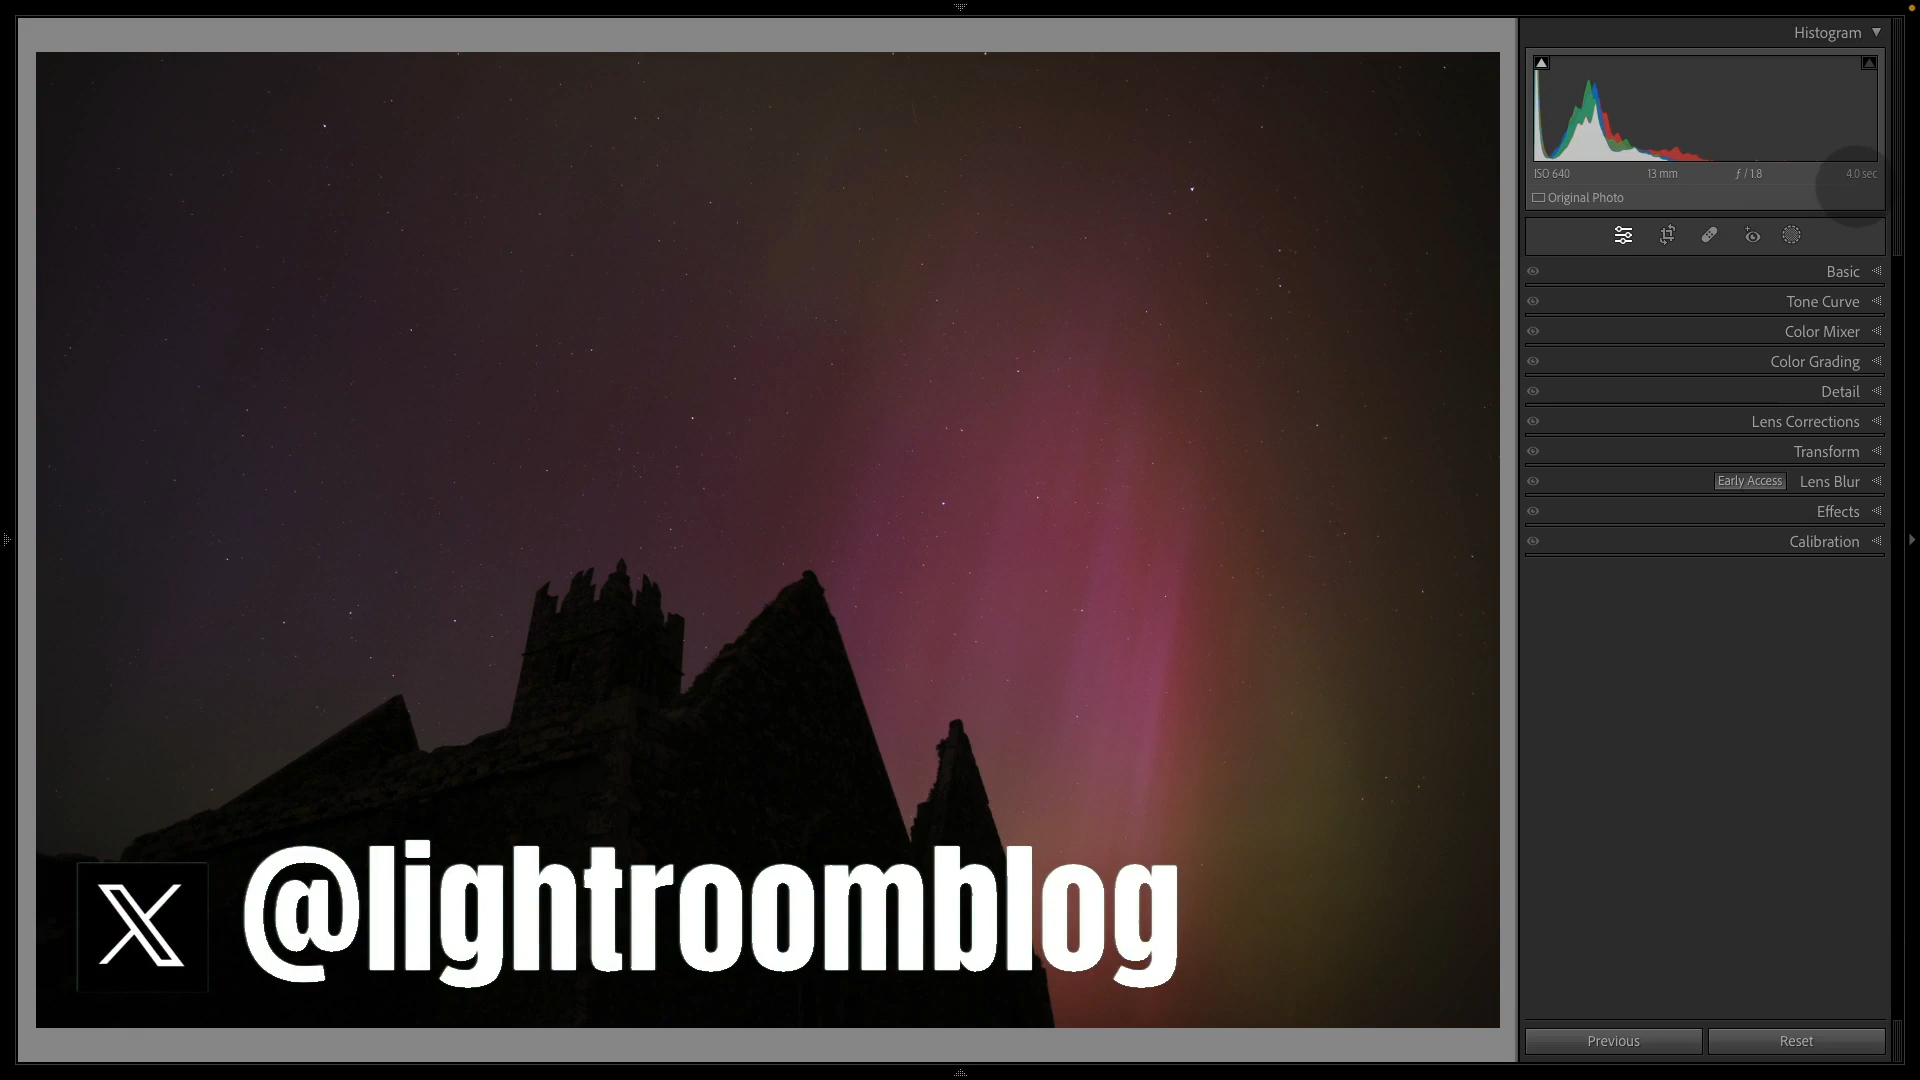 Histogram
ISO 640 13 mm ƒ / 1.8 4.0 sec
Original Photo
Basic
Tone Curve
Color Mixer
Color Grading
Detail
Lens Corrections
Transform
Early Access Lens Blur
Effects
Calibration
X @lightroomblog
Previous Reset